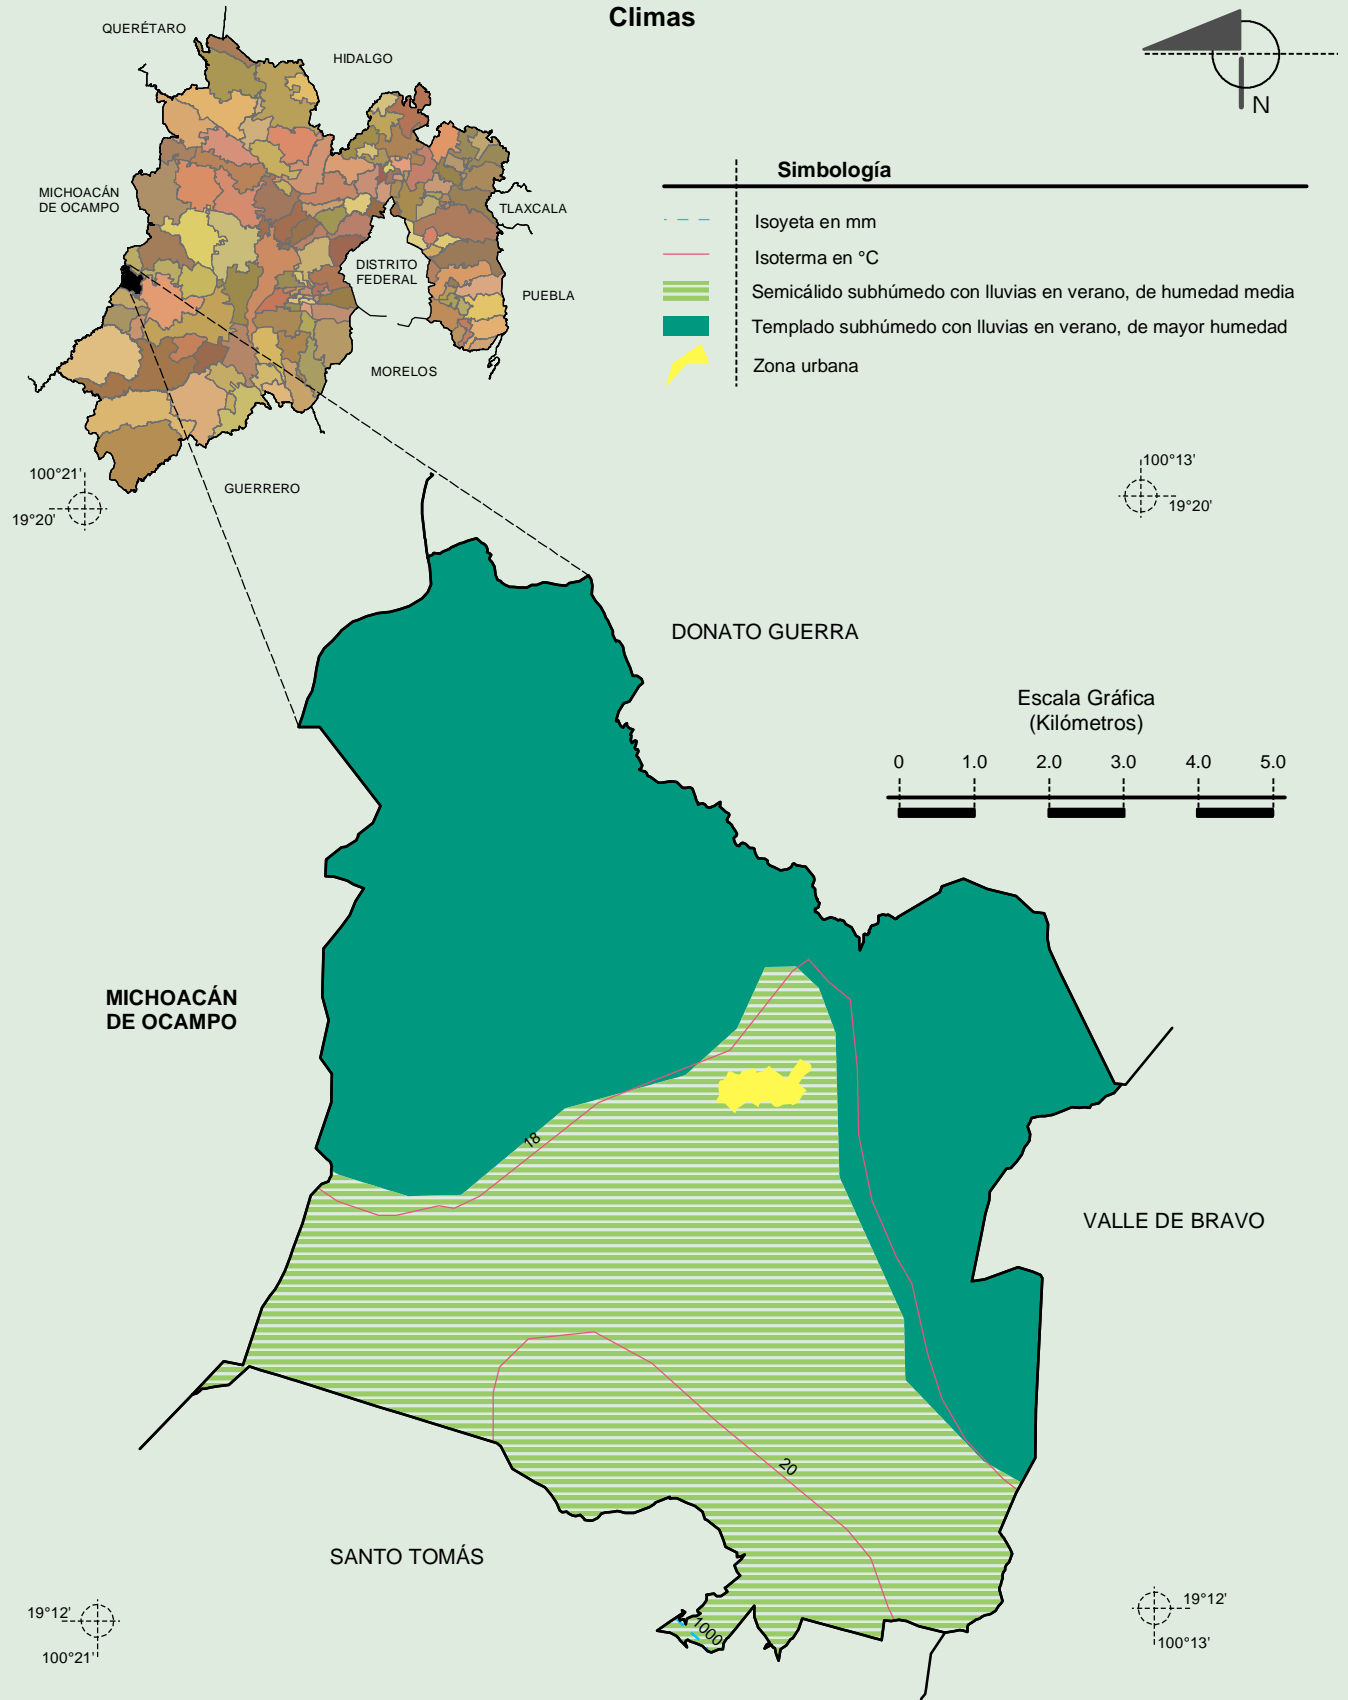 Climas
QUERÉTARO
HIDALGO
MICHOACÁN
DE OCAMPO
TLAXCALA
DISTRITO
FEDERAL
PUEBLA
MORELOS
GUERRERO
N
Simbología
Isoyeta en mm
Isoterma en °C
Semicálido subhúmedo con lluvias en verano, de humedad media
Templado subhúmedo con lluvias en verano, de mayor humedad
Zona urbana
100°21'
19°20'
100°13'
19°20'
DONATO GUERRA
Escala Gráfica
(Kilómetros)
0 1.0 2.0 3.0 4.0 5.0
MICHOACÁN
DE OCAMPO
18
VALLE DE BRAVO
20
SANTO TOMÁS
1000
19°12'
100°21'
19°12'
100°13'